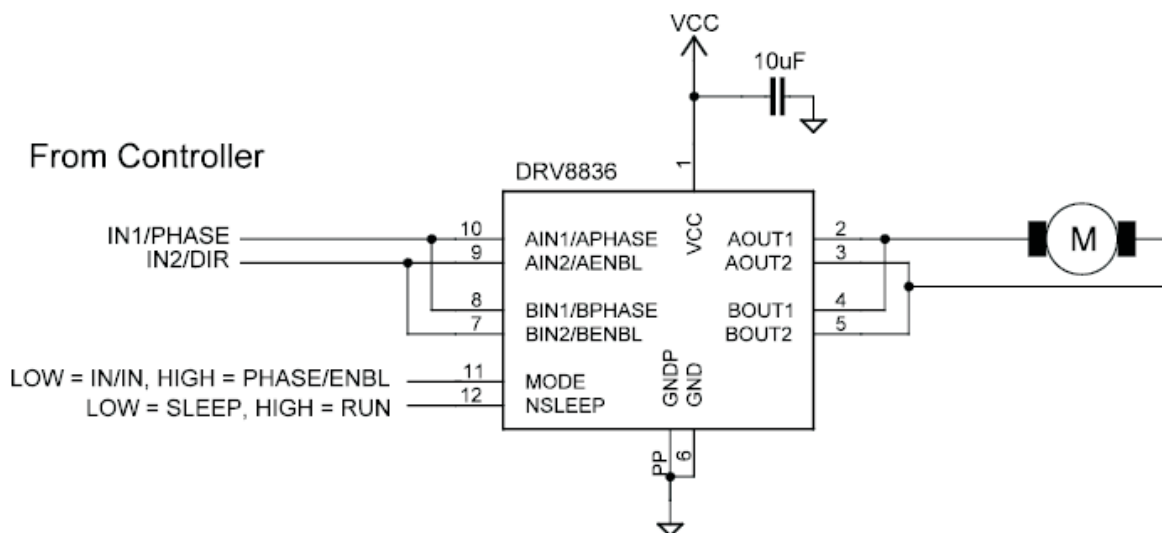 VCC
10uF
From Controller
DRV8836
1
VCC
IN1/PHASE 10 AIN1/APHASE AOUT1 2
IN2/DIR 9 AIN2/AENBL AOUT2 3
M
8 BIN1/BPHASE BOUT1 4
7 BIN2/BENBL BOUT2 5
LOW = IN/IN, HIGH = PHASE/ENBL 11 MODE
LOW = SLEEP, HIGH = RUN 12 NSLEEP
GNDP
GND
PP
6